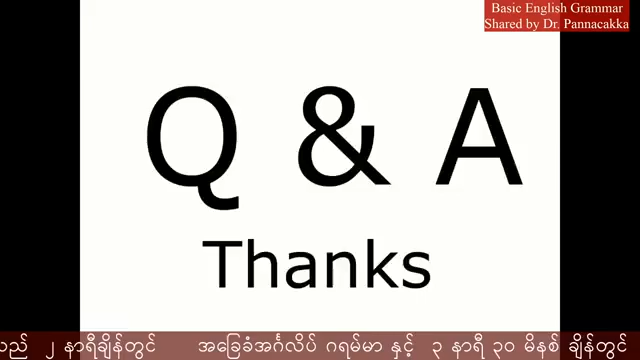 Basic English Grammar
Shared by Dr. Pannacakka
Q & A
Thanks
၂ နာရီချိန်တွင် အခြေခံအင်္ဂလိပ် ဂရမ်မာ နှင့် ၃ နာရီ ၃၀ မိနစ် ချိန်တွင်